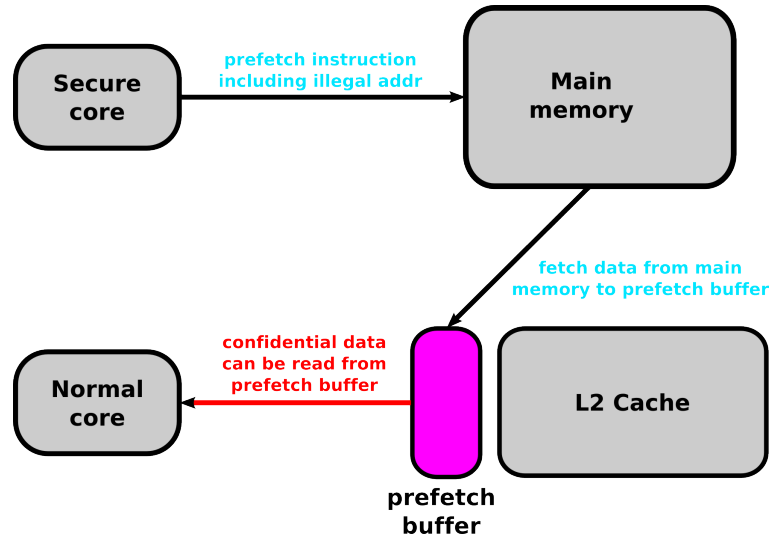 prefetch instruction
including illegal addr
Secure
core
Main
memory
fetch data from main
memory to prefetch buffer
confidential data
can be read from
prefetch buffer
Normal
core
L2 Cache
prefetch
buffer